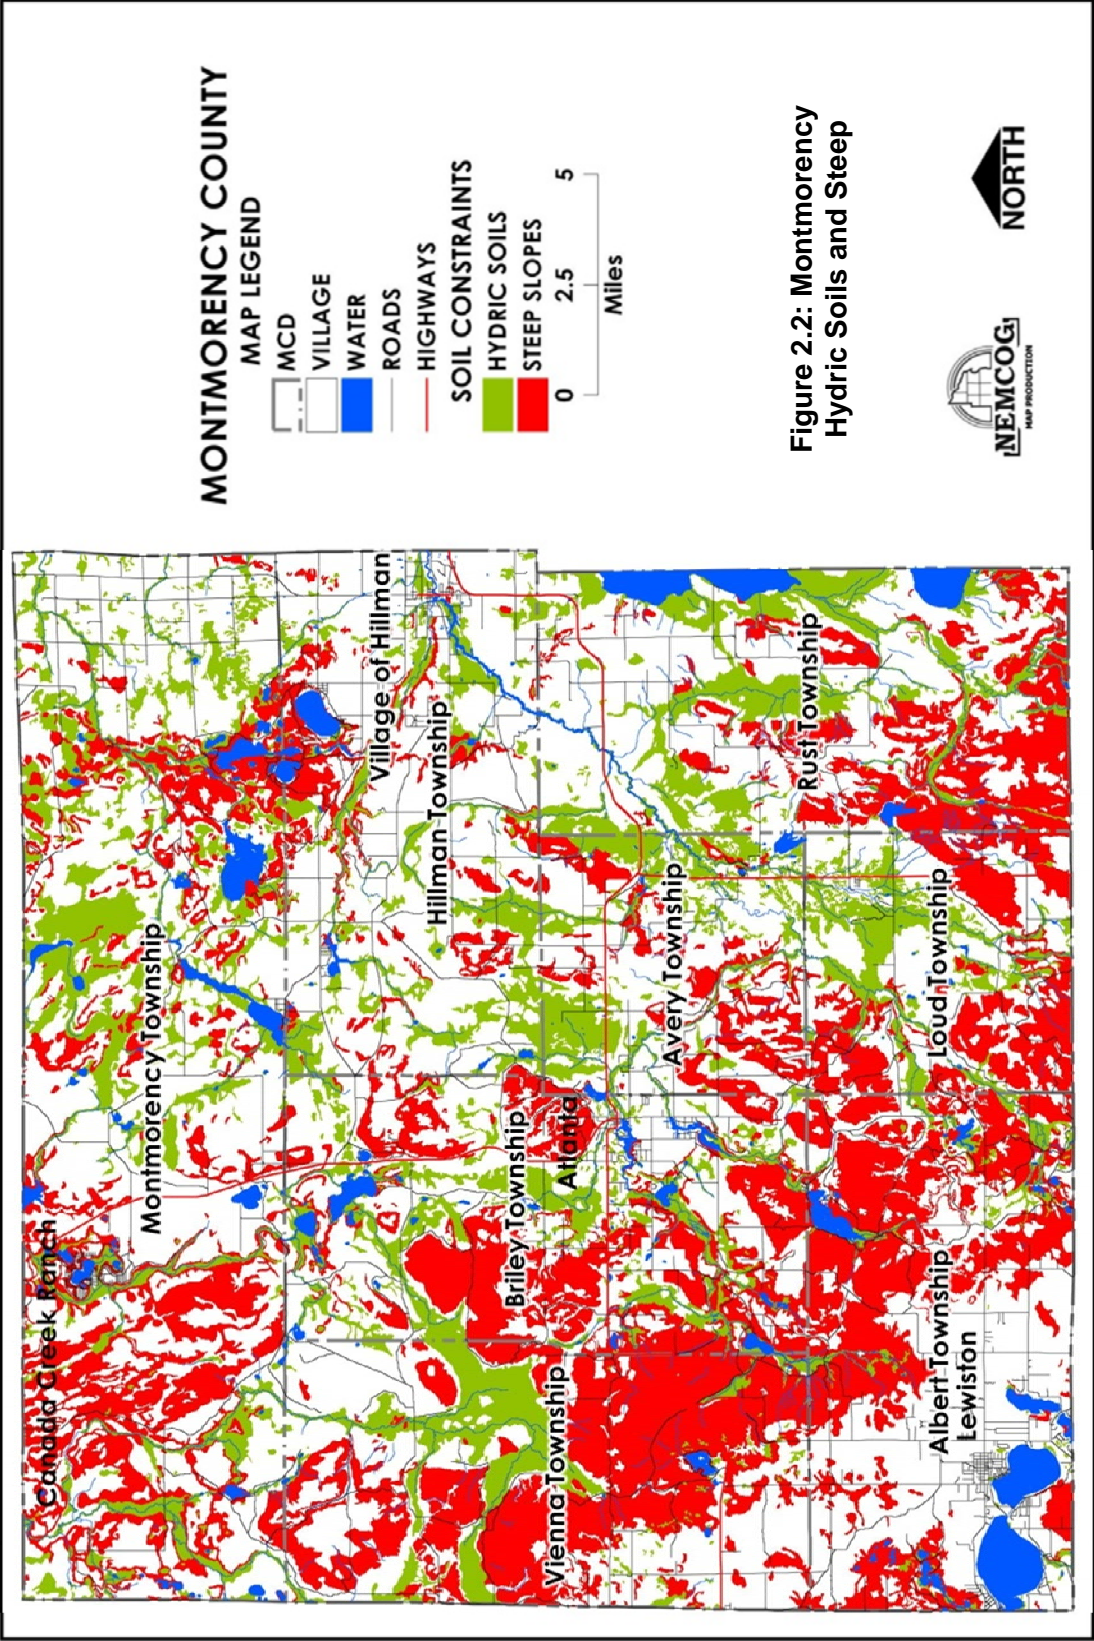 MONTMORENCY COUNTY
MAP LEGEND
MCD
VILLAGE
WATER
ROADS
HIGHWAYS
SOIL CONSTRAINTS
HYDRIC SOILS
STEEP SLOPES
0 2.5 5
Miles
Figure 2.2: Montmorency
Hydric Soils and Steep
NEMCOG
MAP PRODUCTION
NORTH
Canada Creek Ranch
Montmorency Township
Village of Hillman
Hillman Township
Briley Township
Vienna Township
Atlanta
Avery Township
Rust Township
Albert Township
Lewiston
Loud Township